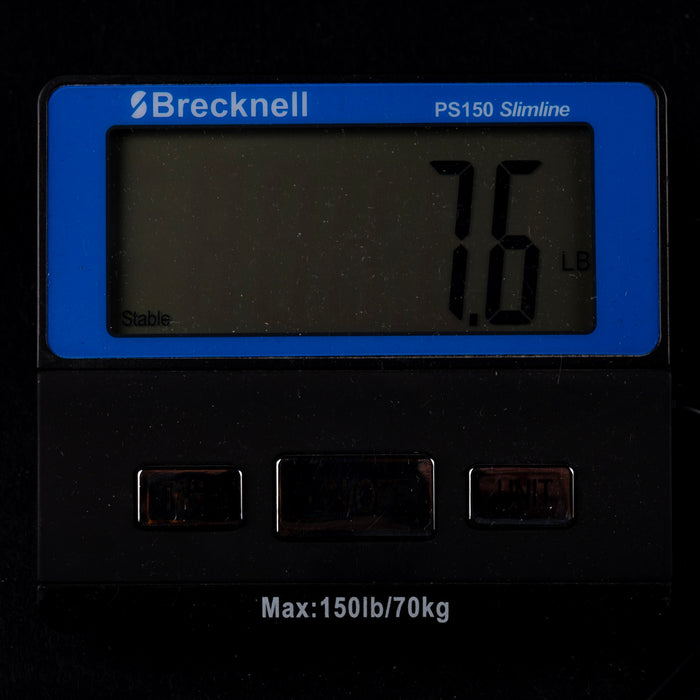 Brecknell PS150 Slimline
7.6
LB
Stable
UNIT
Max:150lb/70kg